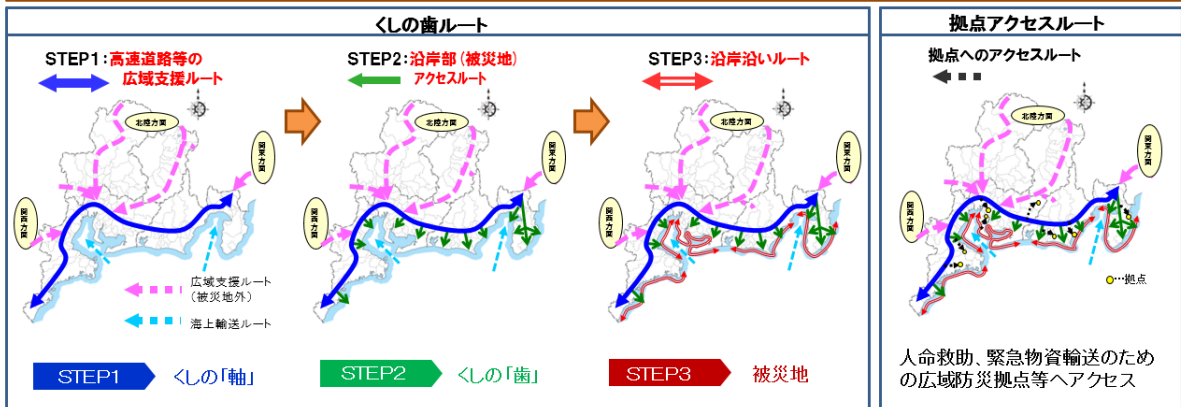 くしの歯ルート
STEP1：高速道路等の
広域支援ルート
北陸方面
関東方面
関西方面
広域支援ルート
（被災地外）
海上輸送ルート
STEP1
くしの「軸」
STEP2：沿岸部（被災地）
アクセスルート
北陸方面
関東方面
関西方面
STEP2
くしの「歯」
STEP3：沿岸沿いルート
北陸方面
関東方面
関西方面
STEP3
被災地
拠点アクセスルート
拠点へのアクセスルート
北陸方面
関東方面
関西方面
…拠点
人命救助、緊急物資輸送のため
の広域防災拠点等へアクセス